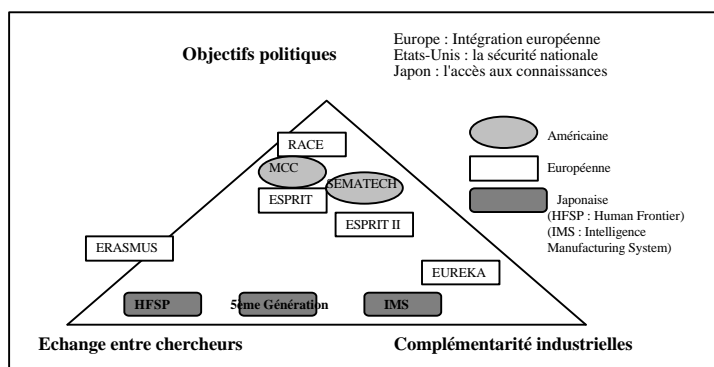 Objectifs politiques
Europe : Intégration européenne
Etats-Unis : la sécurité nationale
Japon : l'accès aux connaissances
RACE
MCC
SEMATECH
ESPRIT
ESPRIT II
ERASMUS
EUREKA
HFSP
5ème Génération
IMS
Américaine
Européenne
Japonaise
(HFSP : Human Frontier)
(IMS : Intelligence
Manufacturing System)
Echange entre chercheurs
Complémentarité industrielles